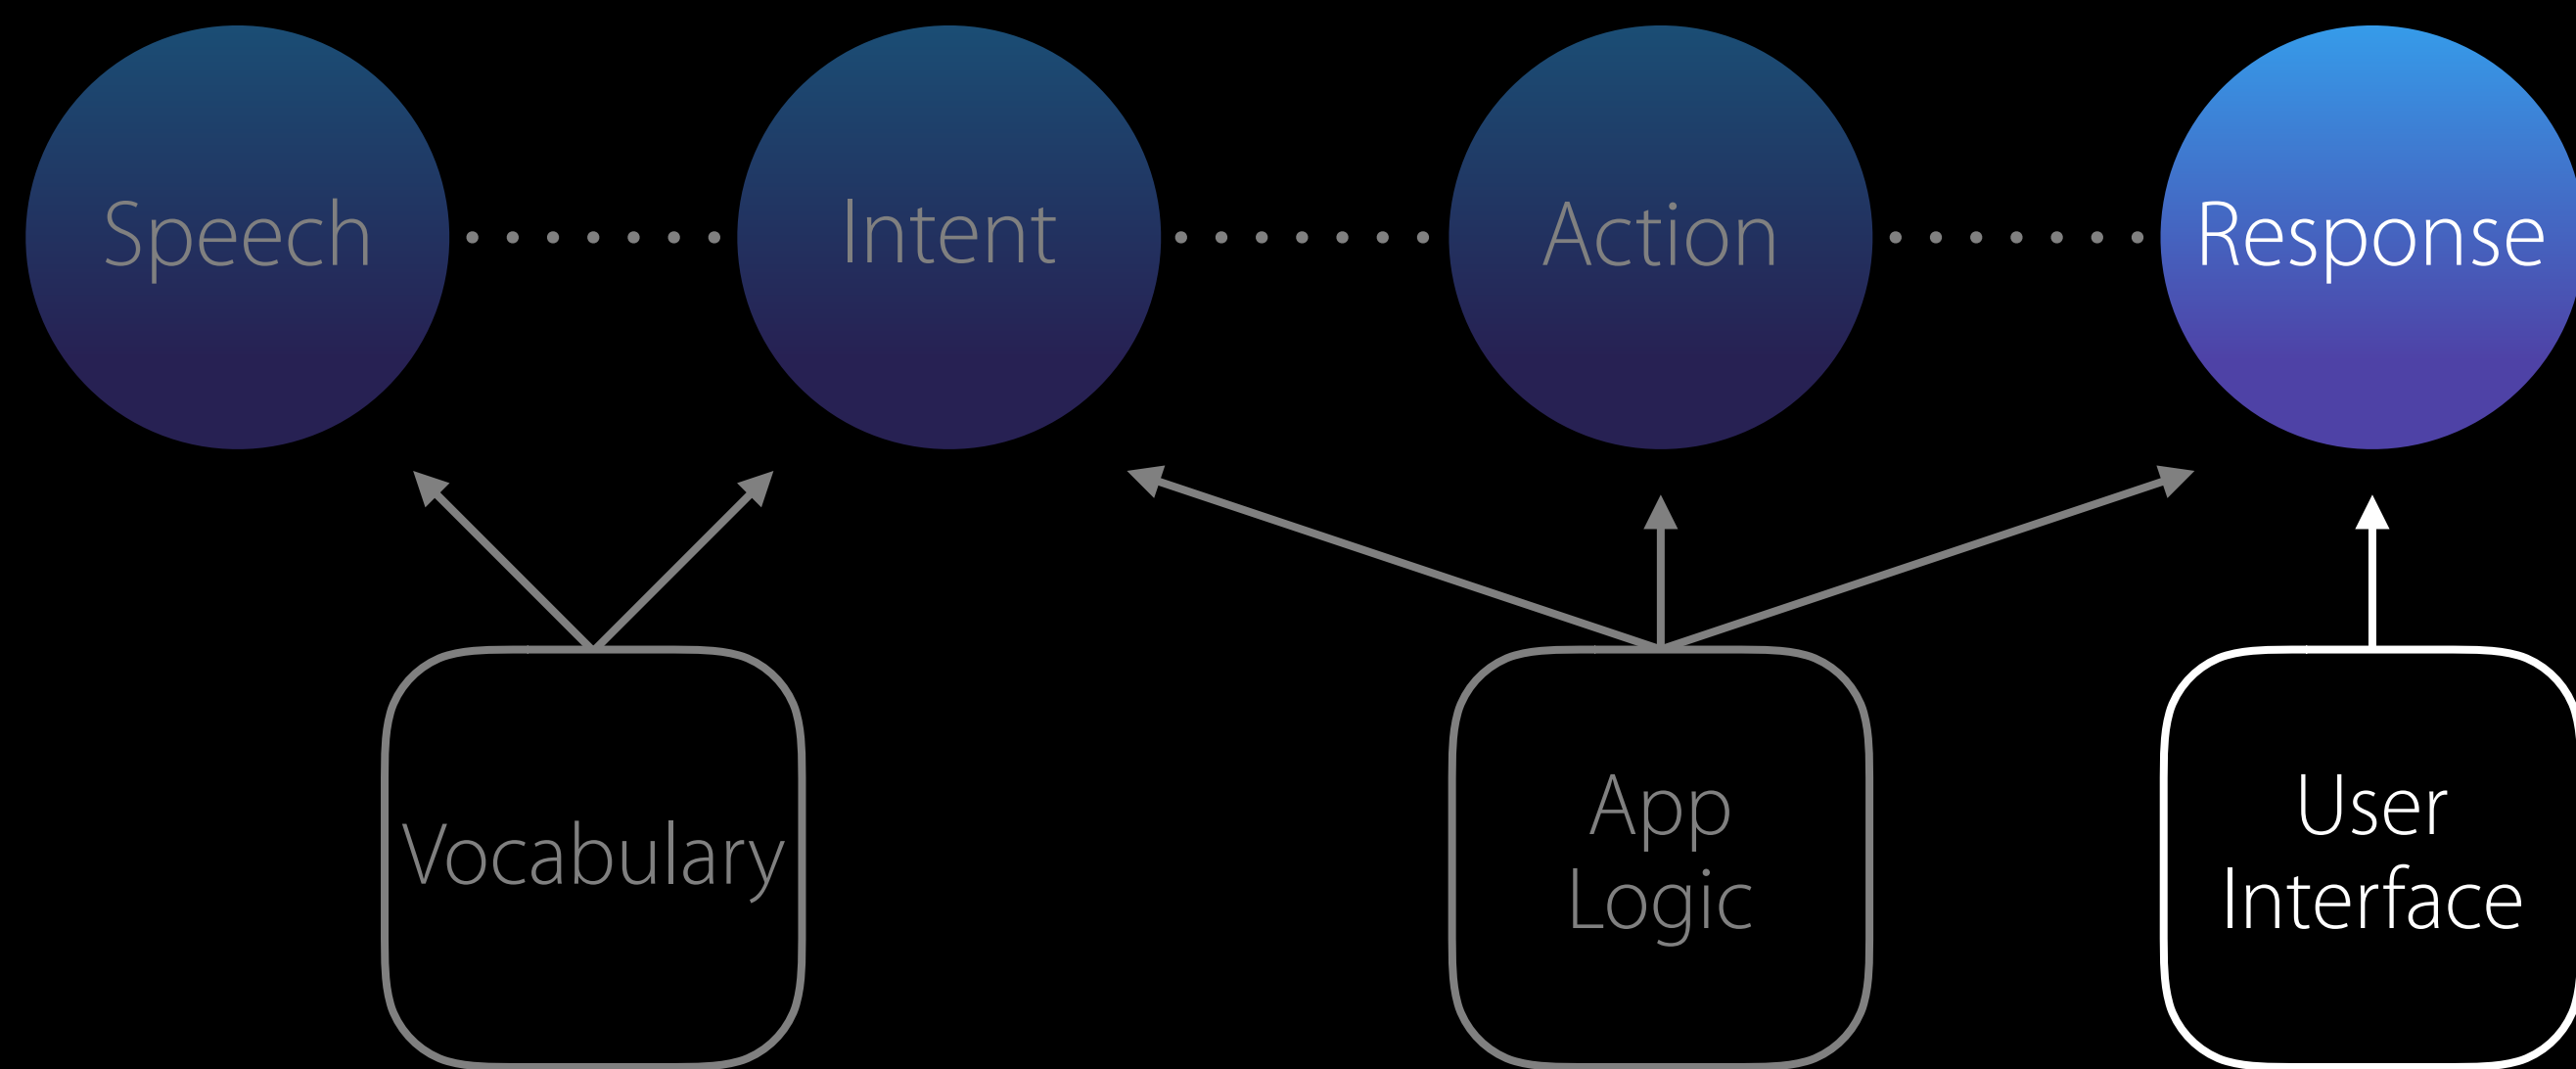 Speech
Intent
Action
Response
Vocabulary
App
Logic
User
Interface